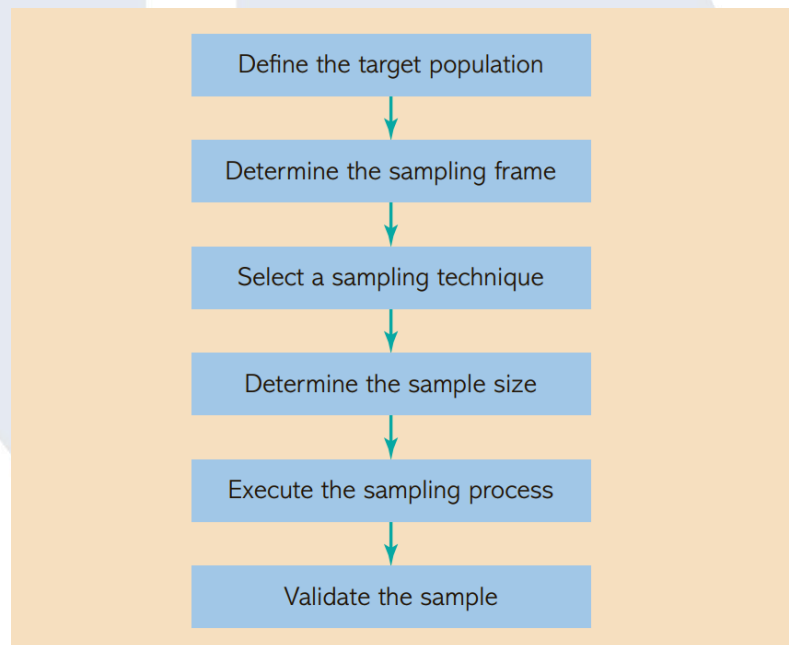 Define the target population
Determine the sampling frame
Select a sampling technique
Determine the sample size
Execute the sampling process
Validate the sample